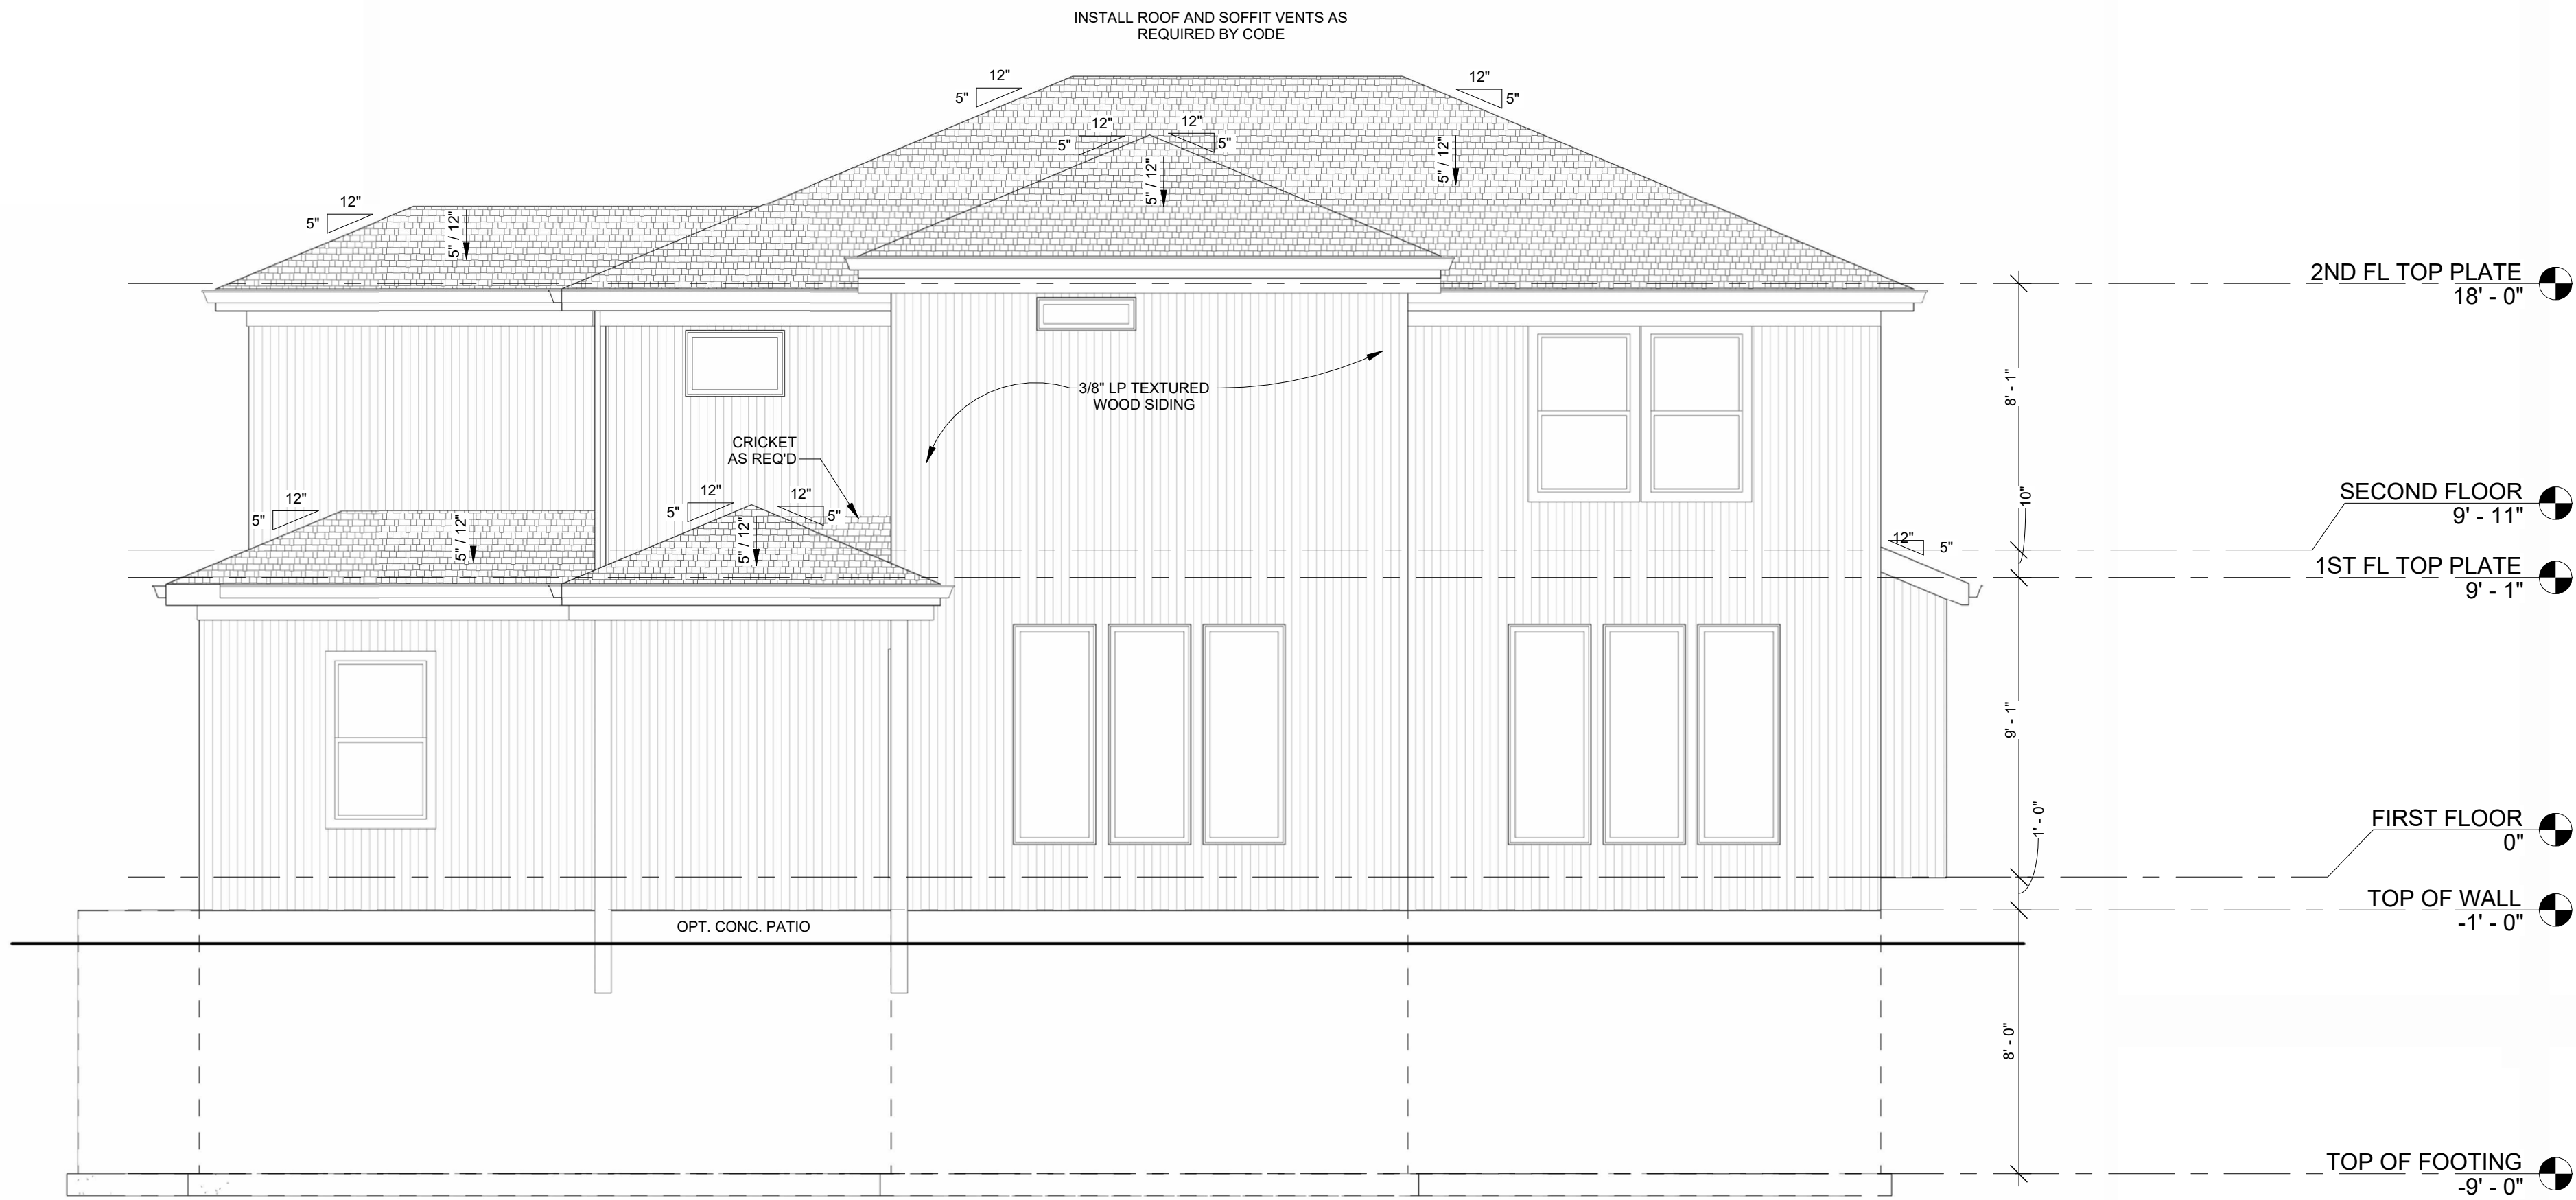 INSTALL ROOF AND SOFFIT VENTS AS
REQUIRED BY CODE
12"
5"
12"
5"
12"
5"
12"
5"
5" / 12"
5" / 12"
12"
5"
5" / 12"
2ND FL TOP PLATE
18' - 0"
3/8" LP TEXTURED
WOOD SIDING
8' - 1"
CRICKET
AS REQ'D
12"
5"
5" / 12"
12"
5"
12"
5"
5" / 12"
10"
SECOND FLOOR
9' - 11"
12"
5"
1ST FL TOP PLATE
9' - 1"
9' - 1"
1' - 0"
FIRST FLOOR
0"
TOP OF WALL
-1' - 0"
OPT. CONC. PATIO
8' - 0"
TOP OF FOOTING
-9' - 0"